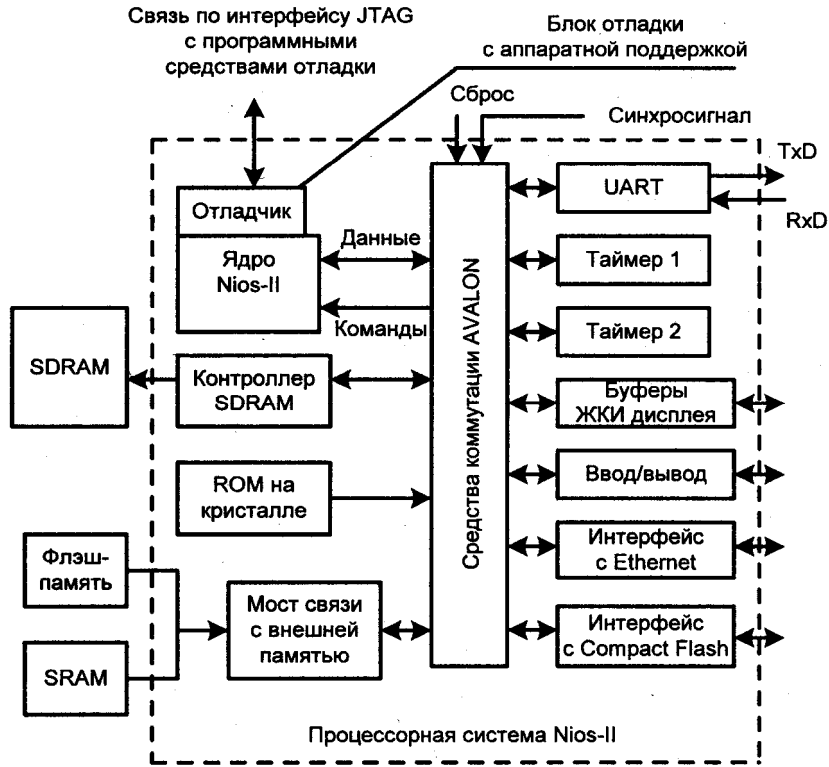 Связь по интерфейсу JTAG
с программными
средствами отладки
Блок отладки
с аппаратной поддержкой
Сброс
Синхросигнал
TxD
UART
RxD
Отладчик
Ядро
Nios-II
Данные
Команды
Таймер 1
Таймер 2
SDRAM
Контроллер
SDRAM
Средства коммутации AVALON
Буферы
ЖКИ дисплея
ROM на
кристалле
Ввод/вывод
Флэш-
память
Интерфейс
с Ethernet
Мост связи
с внешней
памятью
Интерфейс
с Compact Flash
SRAM
Процессорная система Nios-II